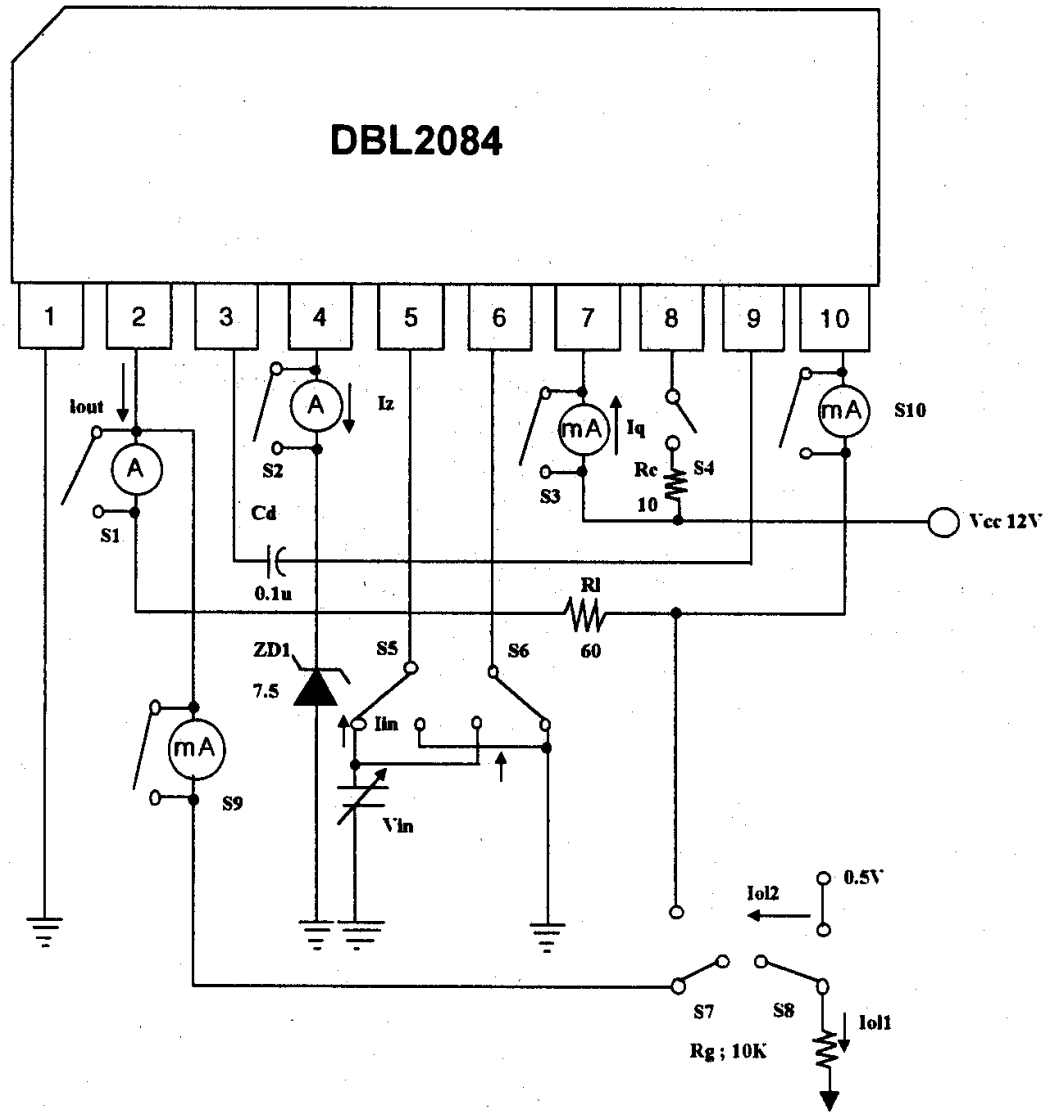 DBL2084
1 2 3 4 5 6 7 8 9 10
Iout
A
S1
A
Iz
S2
mA
Iq
S3
Rc
10
S4
mA
S10
Vcc 12V
Cd
0.1u
Rl
60
ZD1
7.5
S5
S6
Iin
Vin
mA
S9
0.5V
Iol2
S7
S8
Iol1
Rg ; 10K